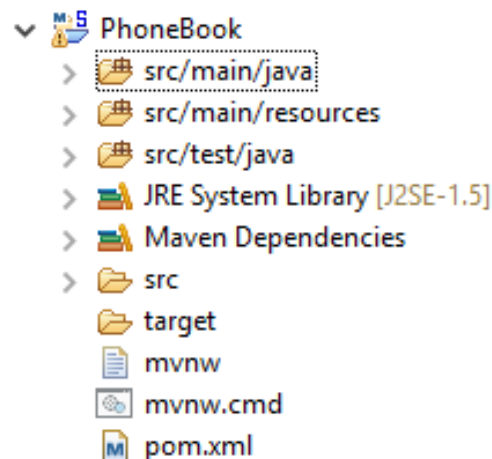 PhoneBook
src/main/java
src/main/resources
src/test/java
JRE System Library [J2SE-1.5]
Maven Dependencies
src
target
mvnw
mvnw.cmd
pom.xml